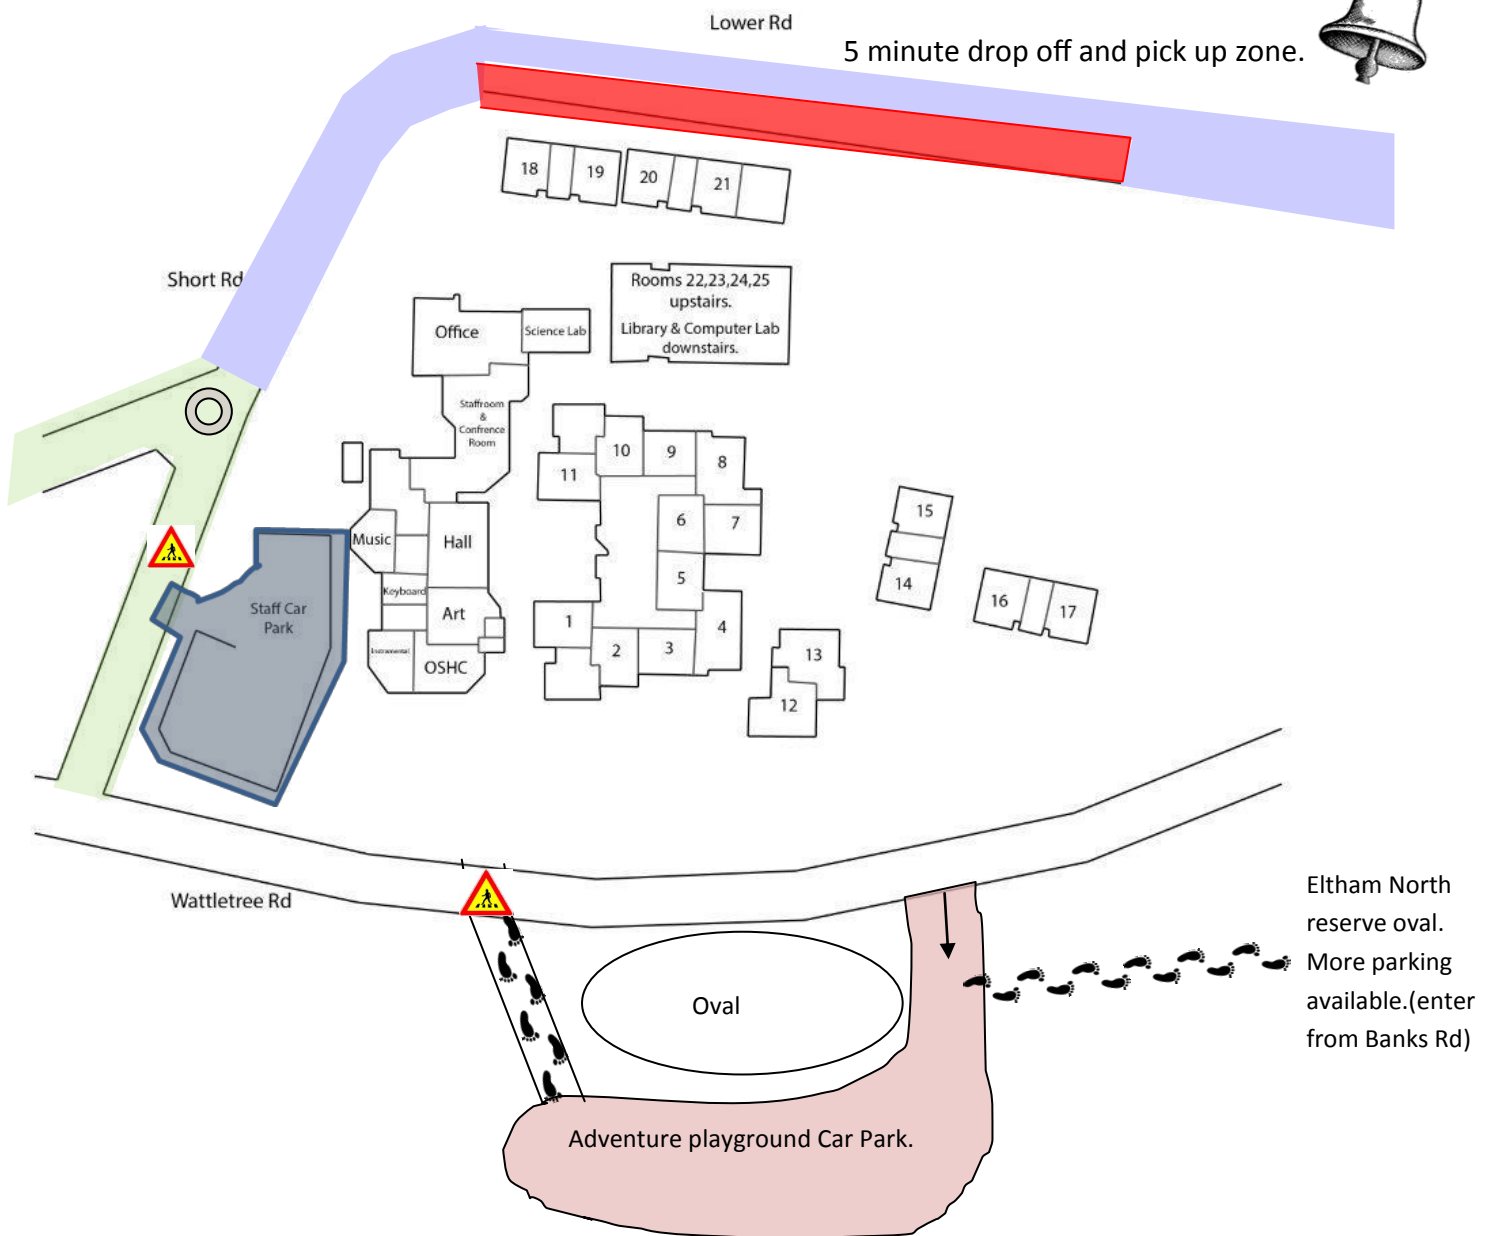 Lower Rd
5 minute drop off and pick up zone.
18
19
20
21
Short Rd
Rooms 22,23,24,25
upstairs.
Library & Computer Lab
downstairs.
Office
Science Lab
Staffroom
&
Confrence
Room
10
9
8
11
6
7
15
Music
Hall
5
14
Keyboard
16
17
Staff Car
Park
Art
1
2
3
4
Instramental
OSHC
13
12
Wattletree Rd
Eltham North
reserve oval.
More parking
available.(enter
from Banks Rd)
Oval
Adventure playground Car Park.